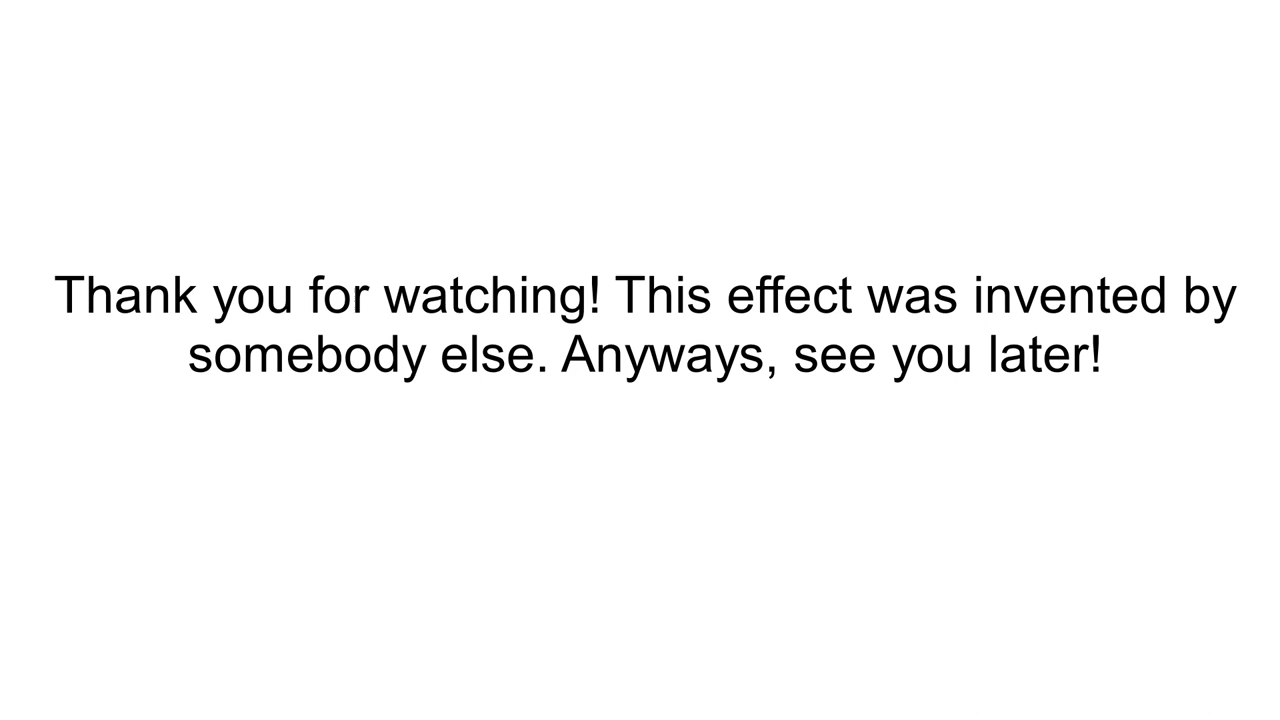 Thank you for watching! This effect was invented by
somebody else. Anyways, see you later!